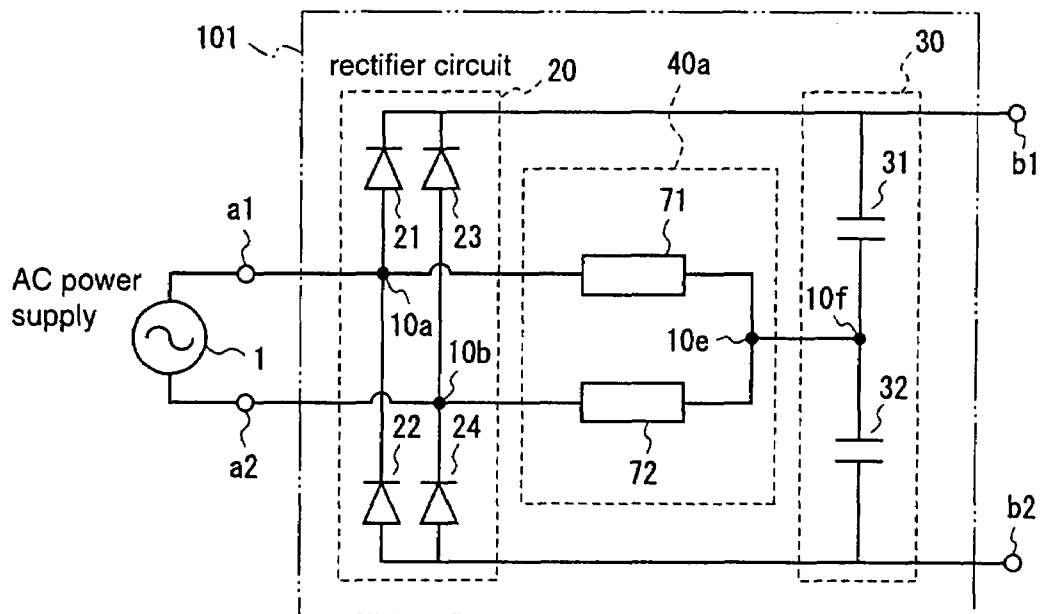 101
rectifier circuit
20
40a
30
b1
31
71
a1
21
23
AC power
supply
10a
10f
10e
10b
1
32
22
24
a2
72
b2